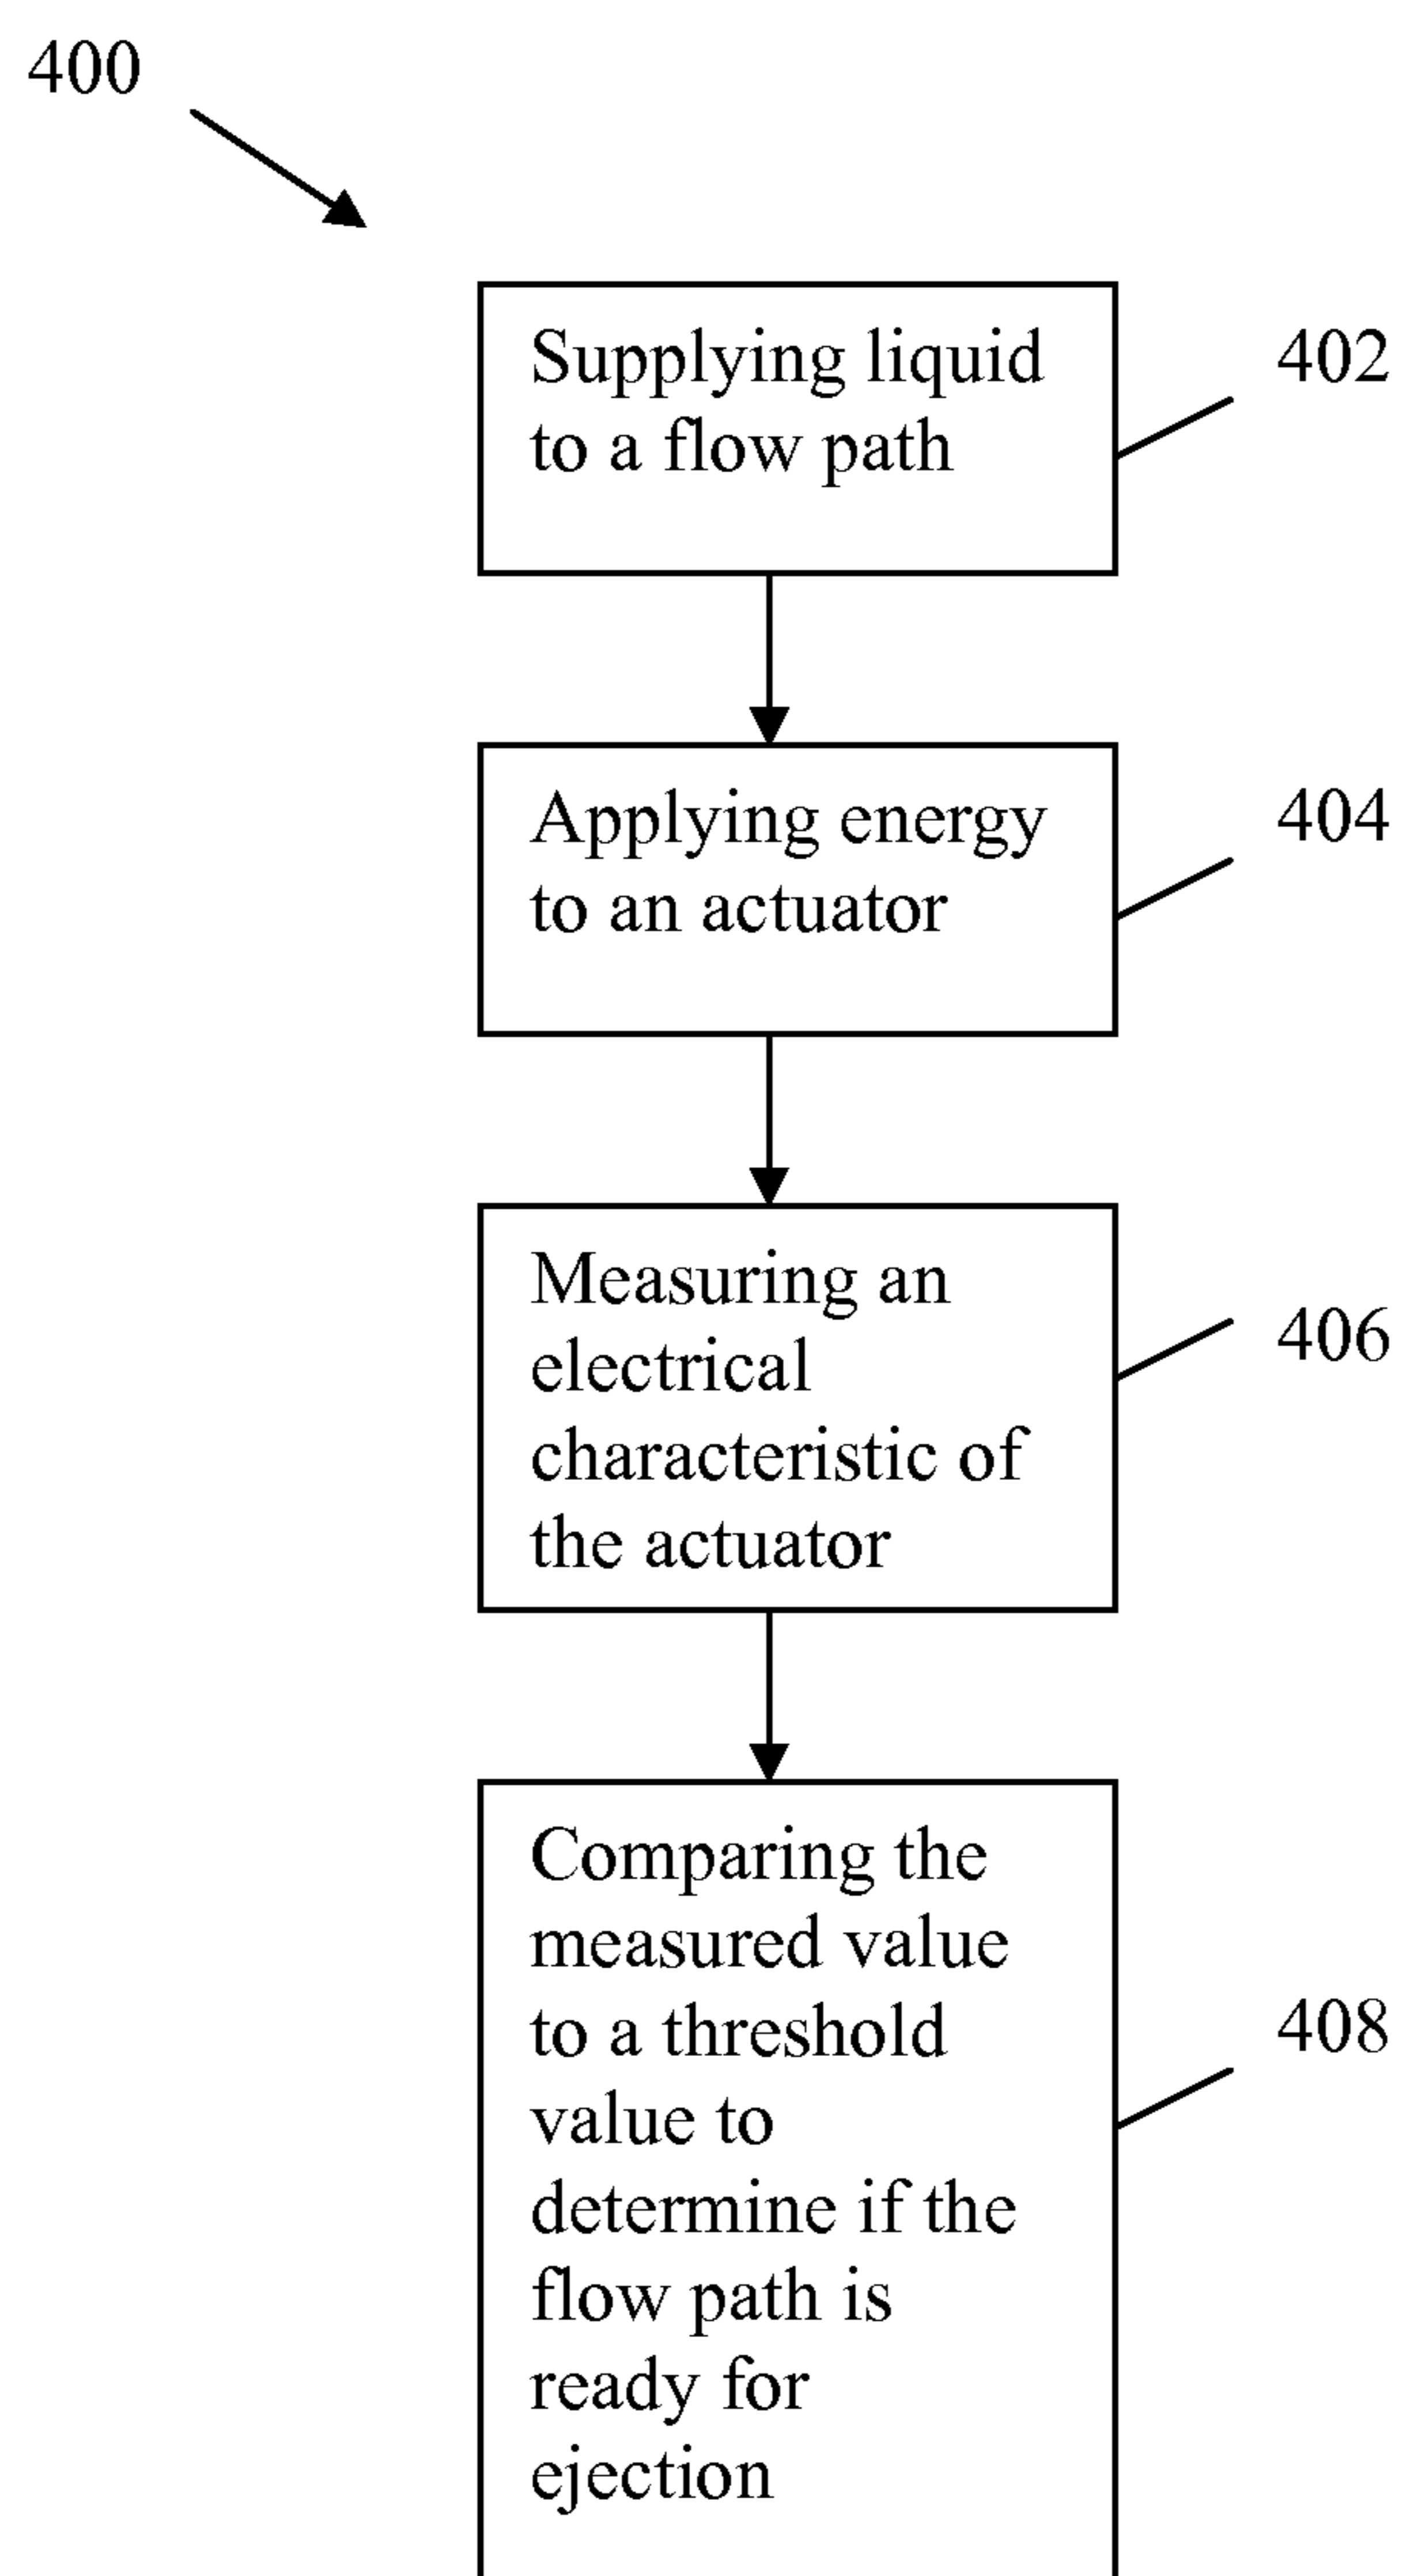 400
Supplying liquid
to a flow path
402
Applying energy
to an actuator
404
Measuring an
electrical
characteristic of
the actuator
406
Comparing the
measured value
to a threshold
value to
determine if the
flow path is
ready for
ejection
408